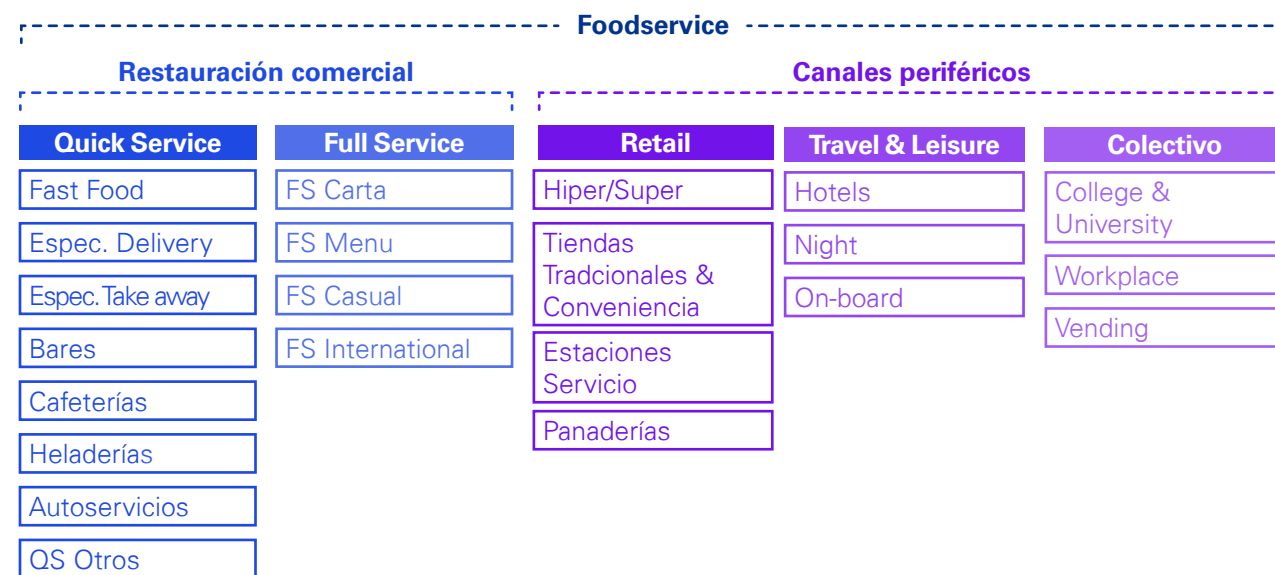 Foodservice
Restauración comercial
Canales periféricos
Quick Service
Fast Food
Espec. Delivery
Espec. Take away
Bares
Cafeterías
Heladerías
Autoservicios
QS Otros
Full Service
FS Carta
FS Menu
FS Casual
FS International
Retail
Hiper/Super
Tiendas
Tradcionales &
Conveniencia
Estaciones
Servicio
Panaderías
Travel & Leisure
Hotels
Night
On-board
Colectivo
College &
University
Workplace
Vending